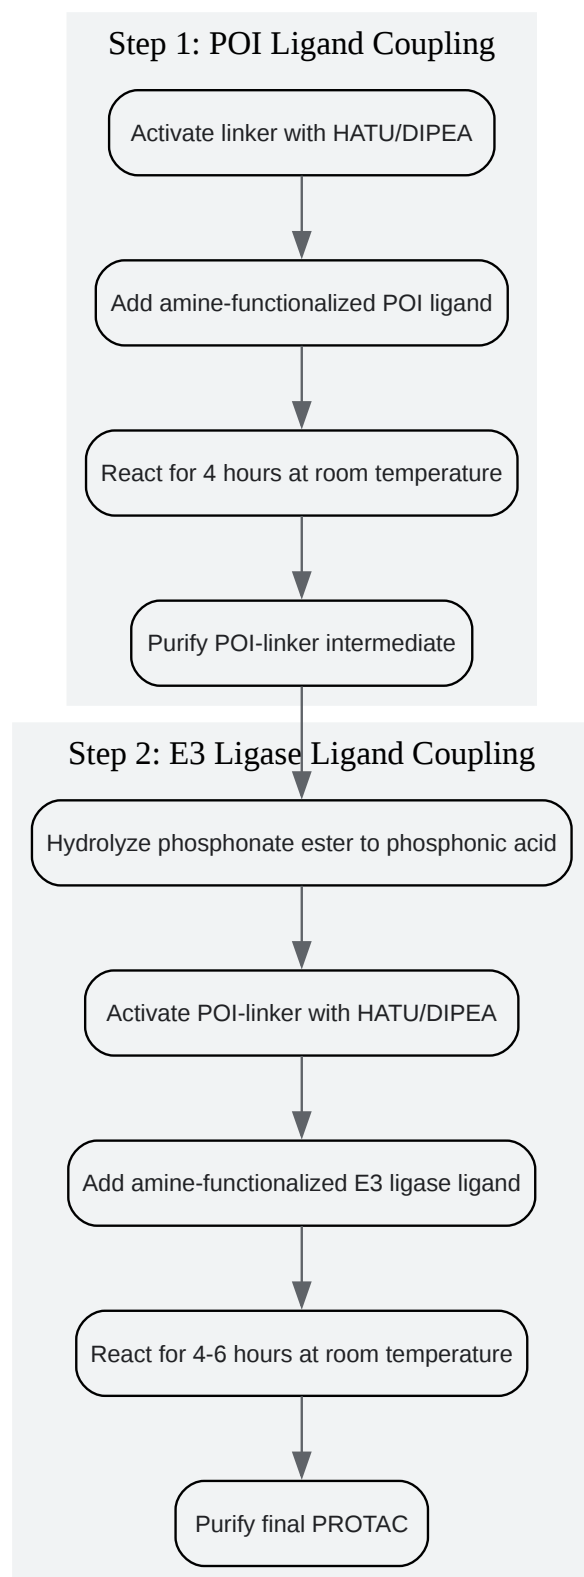 Step 1: POI Ligand Coupling
Activate linker with HATU/DIPEA
Add amine-functionalized POI ligand
React for 4 hours at room temperature
Purify POI-linker intermediate
Step 2: E3 Ligase Ligand Coupling
Hydrolyze phosphonate ester to phosphonic acid
Activate POI-linker with HATU/DIPEA
Add amine-functionalized E3 ligase ligand
React for 4-6 hours at room temperature
Purify final PROTAC